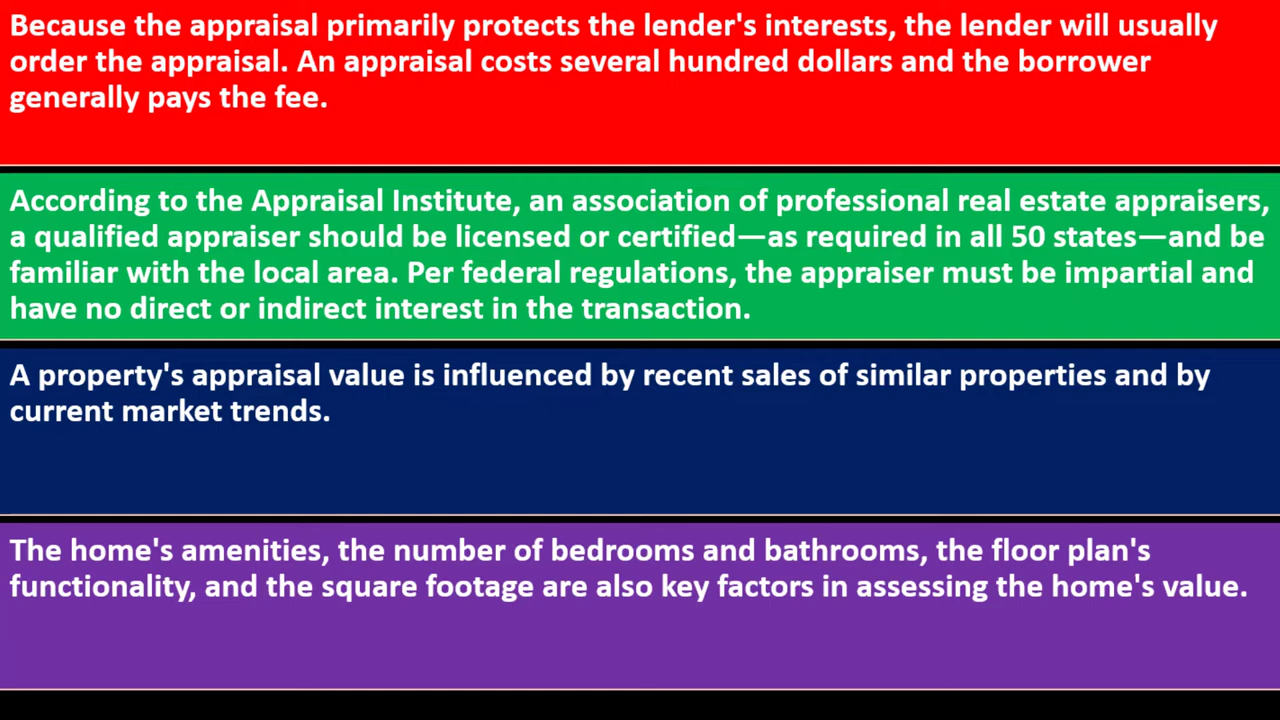 Because the appraisal primarily protects the lender's interests, the lender will usually
order the appraisal. An appraisal costs several hundred dollars and the borrower
generally pays the fee.
According to the Appraisal Institute, an association of professional real estate appraisers,
a qualified appraiser should be licensed or certified—as required in all 50 states—and be
familiar with the local area. Per federal regulations, the appraiser must be impartial and
have no direct or indirect interest in the transaction.
A property's appraisal value is influenced by recent sales of similar properties and by
current market trends.
The home's amenities, the number of bedrooms and bathrooms, the floor plan's
functionality, and the square footage are also key factors in assessing the home's value.